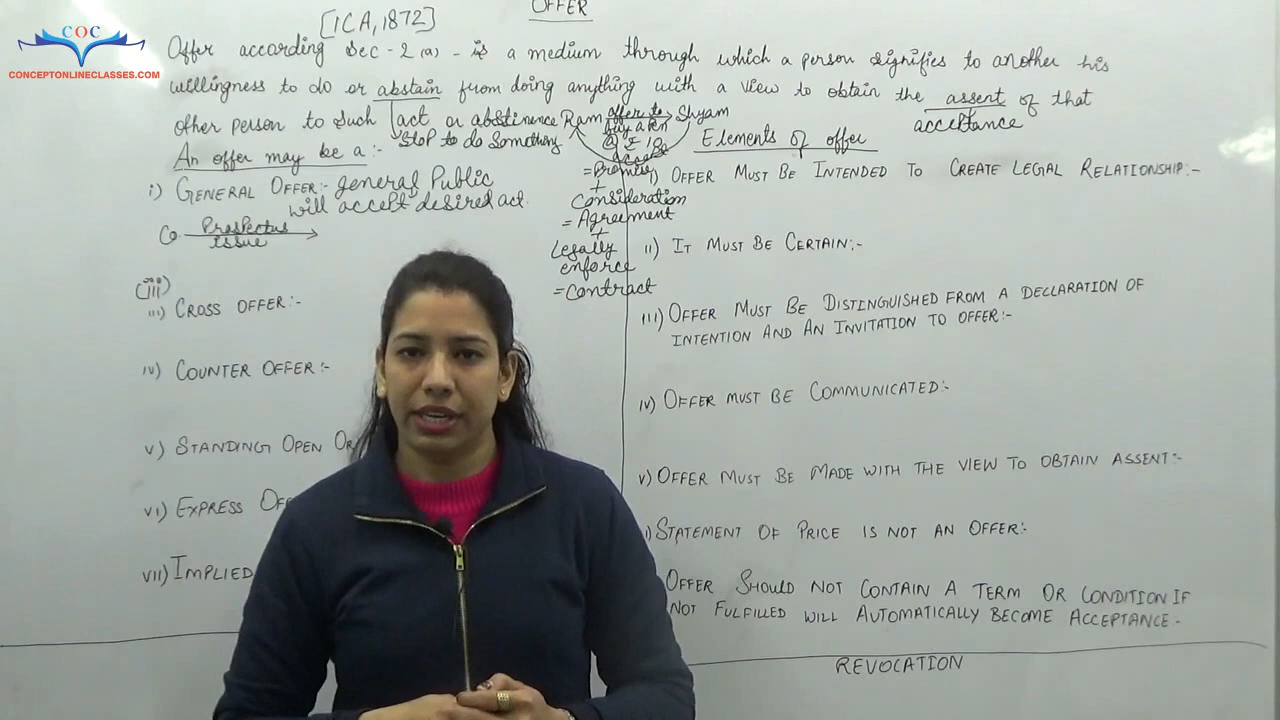 COC
CONCEPTONLINECLASSES.COM
[ICA, 1872]
OFFER
Offer according Sec - 2 (a) - is a medium through which a person signifies to another his
willingness to do or abstain from doing anything with a view to obtain the assent of that
other person to such act or abstinence
acceptance
Stop to do Something
Ram offer to Shyam
buy a Pen
accept
= Promise
+
Consideration
= Agreement
+
Legally
enforce
= Contract
An offer may be a :-
i) GENERAL OFFER:- general Public
will accept desired act.
Co. Prospectus
issue
(iii)
iii) CROSS OFFER:-
iv) COUNTER OFFER:-
v) STANDING OPEN OR
vi) EXPRESS OFF
vii) IMPLIED
Elements of offer
i) OFFER MUST BE INTENDED TO CREATE LEGAL RELATIONSHIP:-
ii) IT MUST BE CERTAIN:-
iii) OFFER MUST BE DISTINGUISHED FROM A DECLARATION OF
INTENTION AND AN INVITATION TO OFFER:-
iv) OFFER MUST BE COMMUNICATED:-
v) OFFER MUST BE MADE WITH THE VIEW TO OBTAIN ASSENT:-
i) STATEMENT OF PRICE IS NOT AN OFFER:-
OFFER SHOULD NOT CONTAIN A TERM OR CONDITION IF
NOT FULFILLED WILL AUTOMATICALLY BECOME ACCEPTANCE -
REVOCATION